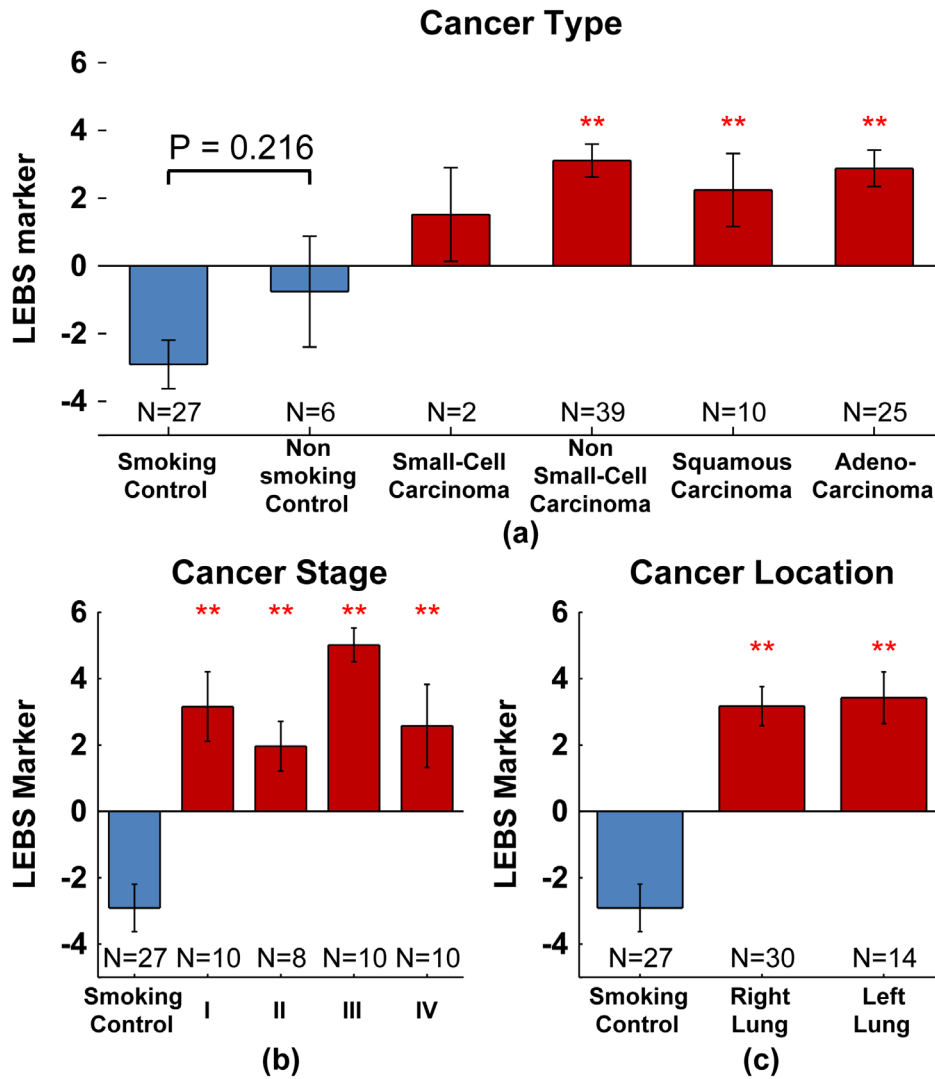 Cancer Type
LEBS marker
6
4
2
0
-2
-4
P = 0.216
**
**
**
N=27
N=6
N=2
N=39
N=10
N=25
Smoking
Control
Non
smoking
Control
Small-Cell
Carcinoma
Non
Small-Cell
Carcinoma
Squamous
Carcinoma
Adeno-
Carcinoma
(a)
Cancer Stage
LEBS Marker
6
4
2
0
-2
-4
**
**
**
**
N=27
N=10
N=8
N=10
N=10
Smoking
Control
I
II
III
IV
(b)
Cancer Location
LEBS Marker
6
4
2
0
-2
-4
**
**
N=27
N=30
N=14
Smoking
Control
Right
Lung
Left
Lung
(c)